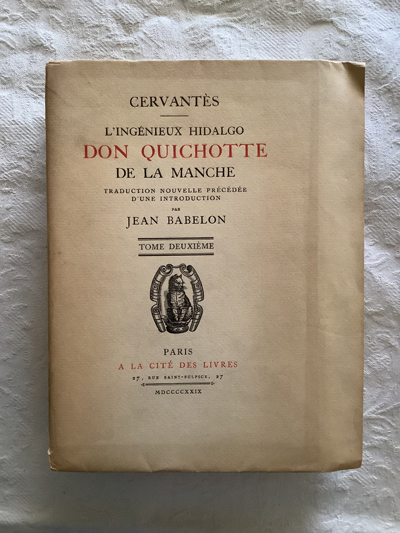 CERVANTÈS
L'INGÉNIEUX HIDALGO
DON QUICHOTTE
DE LA MANCHE
TRADUCTION NOUVELLE PRÉCÉDÉE
D'UNE INTRODUCTION
PAR
JEAN BABELON
TOME DEUXIÈME
PARIS
A LA CITÉ DES LIVRES
27, RUE SAINT-SULPICE, 27
MDCCCCXXIX